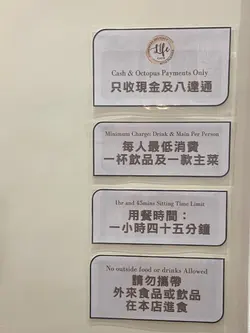 Life
Cash & Octopus Payments Only
只收現金及八達通
Minimum Charge: Drink & Main Per Person
每人最低消費
一杯飲品及一款主菜
1hr and 45mins Sitting Time Limit
用餐時間：
一小時四十五分鐘
No outside food or drinks Allowed
請勿攜帶
外來食品或飲品
在本店進食